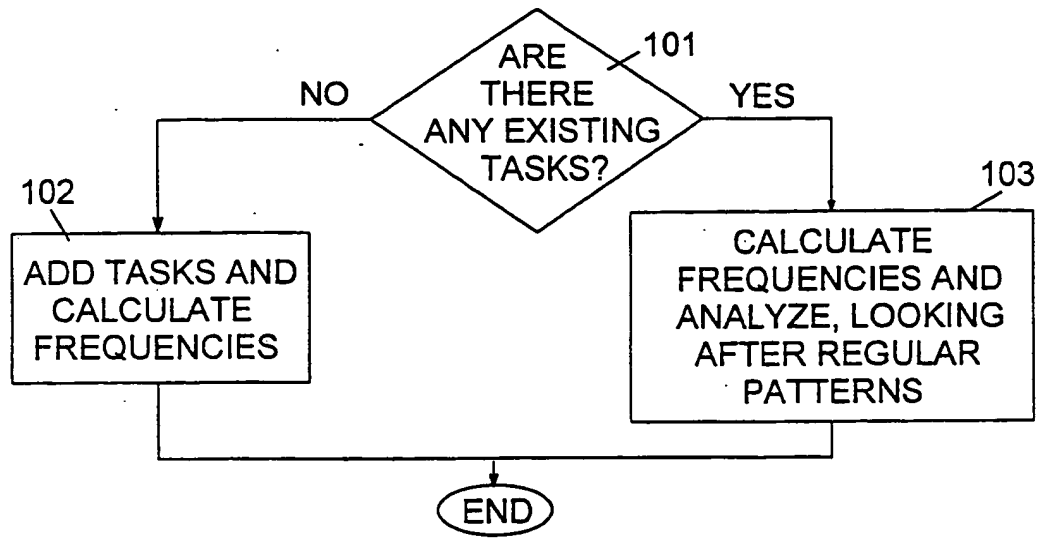 101
ARE
THERE
ANY EXISTING
TASKS?
NO
YES
102
ADD TASKS AND
CALCULATE
FREQUENCIES
103
CALCULATE
FREQUENCIES AND
ANALYZE, LOOKING
AFTER REGULAR
PATTERNS
END